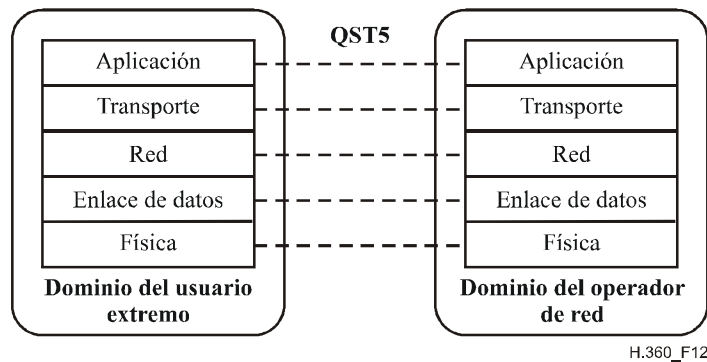 QST5
Aplicación
Transporte
Red
Enlace de datos
Física
Dominio del usuario
extremo
Aplicación
Transporte
Red
Enlace de datos
Física
Dominio del operador
de red
H.360_F12